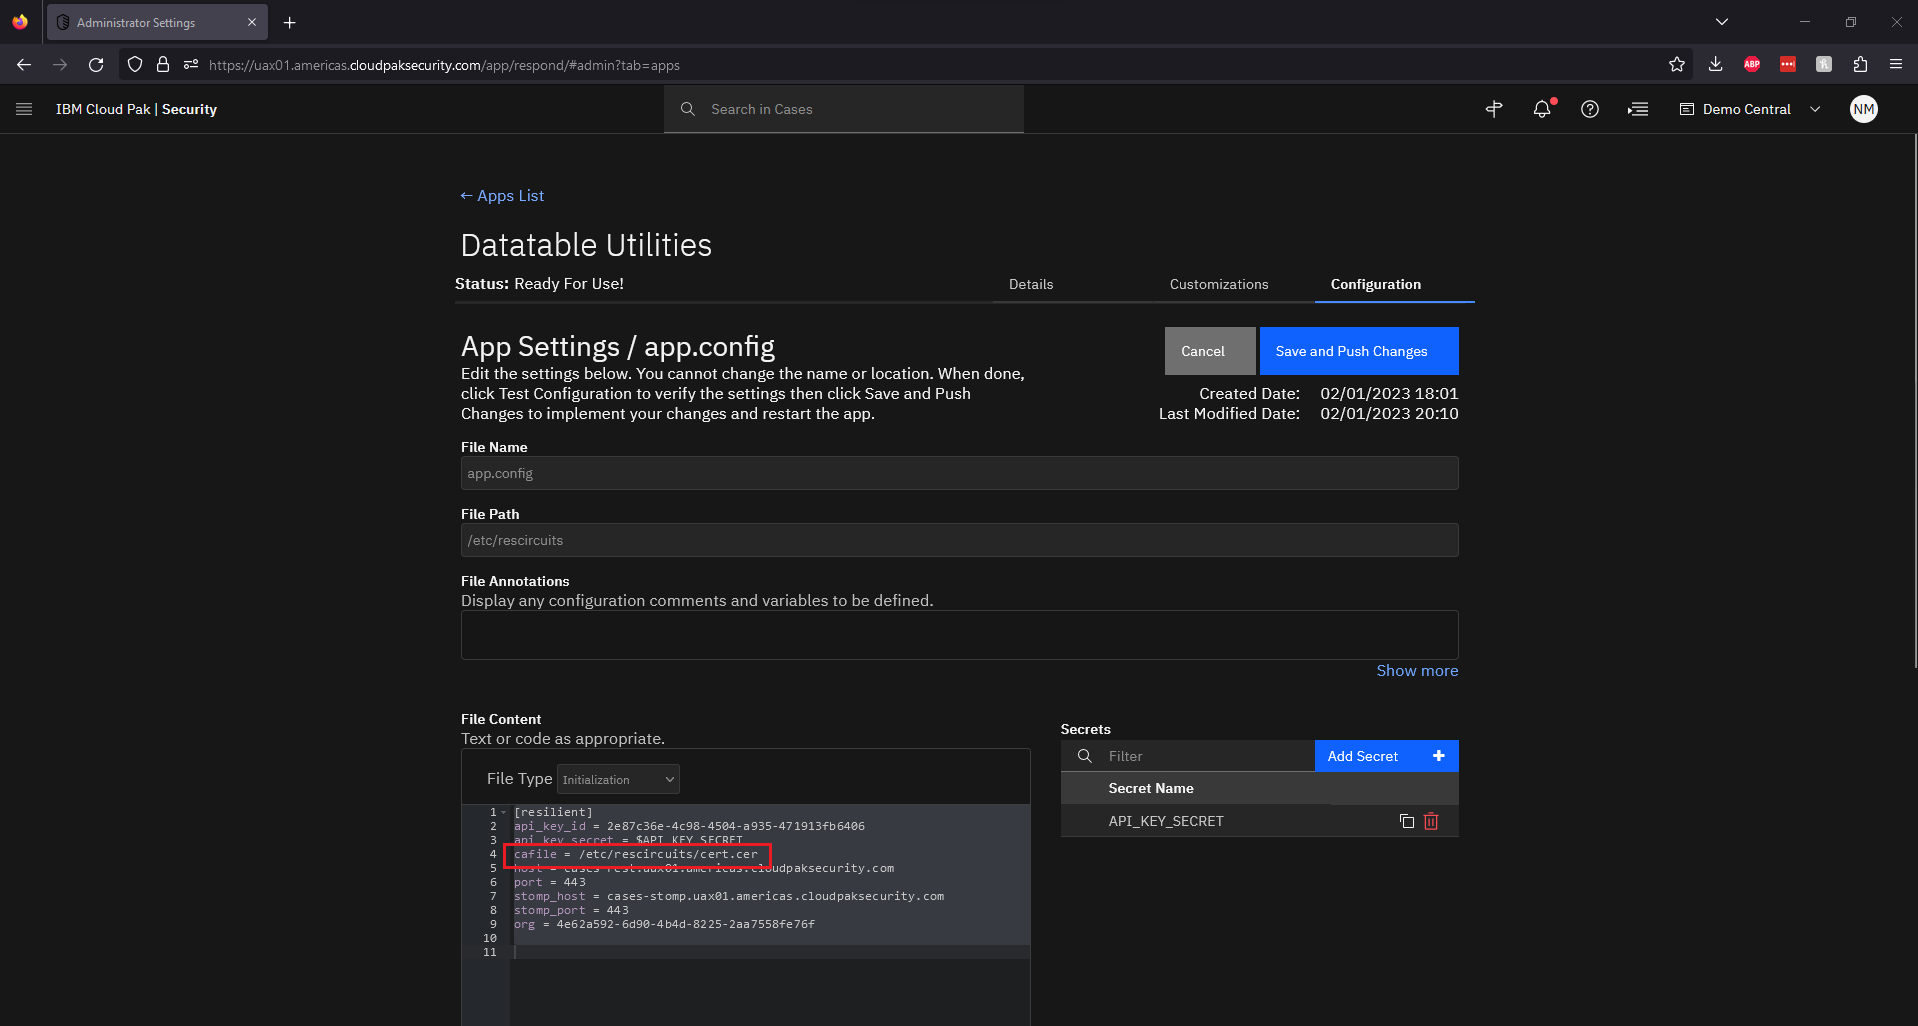 Administrator Settings
https://uax01.americas.cloudpaksecurity.com/app/respond/#admin?tab=apps
ABP
IBM Cloud Pak | Security
Search in Cases
Demo Central
NM
← Apps List
Datatable Utilities
Status: Ready For Use!
Details
Customizations
Configuration
App Settings / app.config
Cancel
Save and Push Changes
Edit the settings below. You cannot change the name or location. When done,
click Test Configuration to verify the settings then click Save and Push
Changes to implement your changes and restart the app.
Created Date: 02/01/2023 18:01
Last Modified Date: 02/01/2023 20:10
File Name
app.config
File Path
/etc/rescircuits
File Annotations
Display any configuration comments and variables to be defined.
Show more
File Content
Text or code as appropriate.
File Type Initialization
1 [resilient]
2 api_key_id = 2e87c36e-4c98-4504-a935-471913fb6406
3 api_key_secret = $API_KEY_SECRET
4 cafile = /etc/rescircuits/cert.cer
5 host = cases-rest.uax01.americas.cloudpaksecurity.com
6 port = 443
7 stomp_host = cases-stomp.uax01.americas.cloudpaksecurity.com
8 stomp_port = 443
9 org = 4e62a592-6d90-4b4d-8225-2aa7558fe76f
10
11
Secrets
Filter
Add Secret +
Secret Name
API_KEY_SECRET